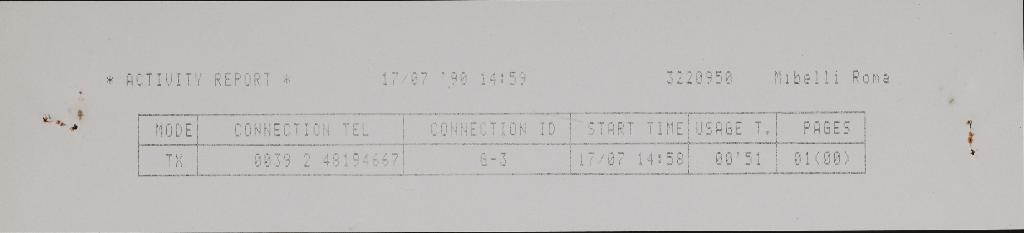 * ACTIVITY REPORT * 17/07 '90 14:59 3220950 Mibelli Roma
MODE CONNECTION TEL CONNECTION ID START TIME USAGE T. PAGES
TX 0039 2 48194667 G-3 17/07 14:58 00'51 01(00)